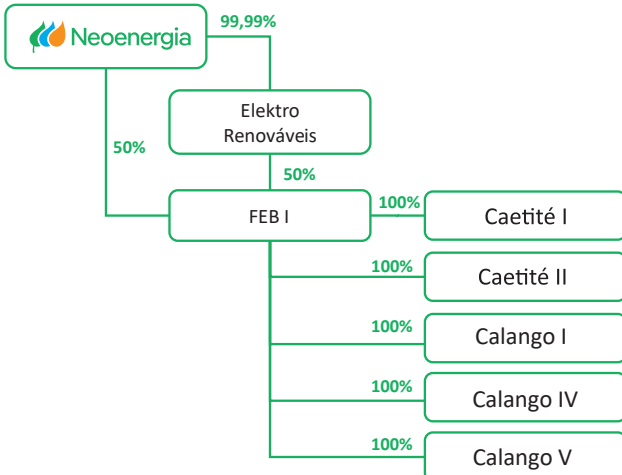 Neoenergia
99,99%
Elektro
Renováveis
50%
50%
FEB I
100%
Caetité I
100%
Caetité II
100%
Calango I
100%
Calango IV
100%
Calango V